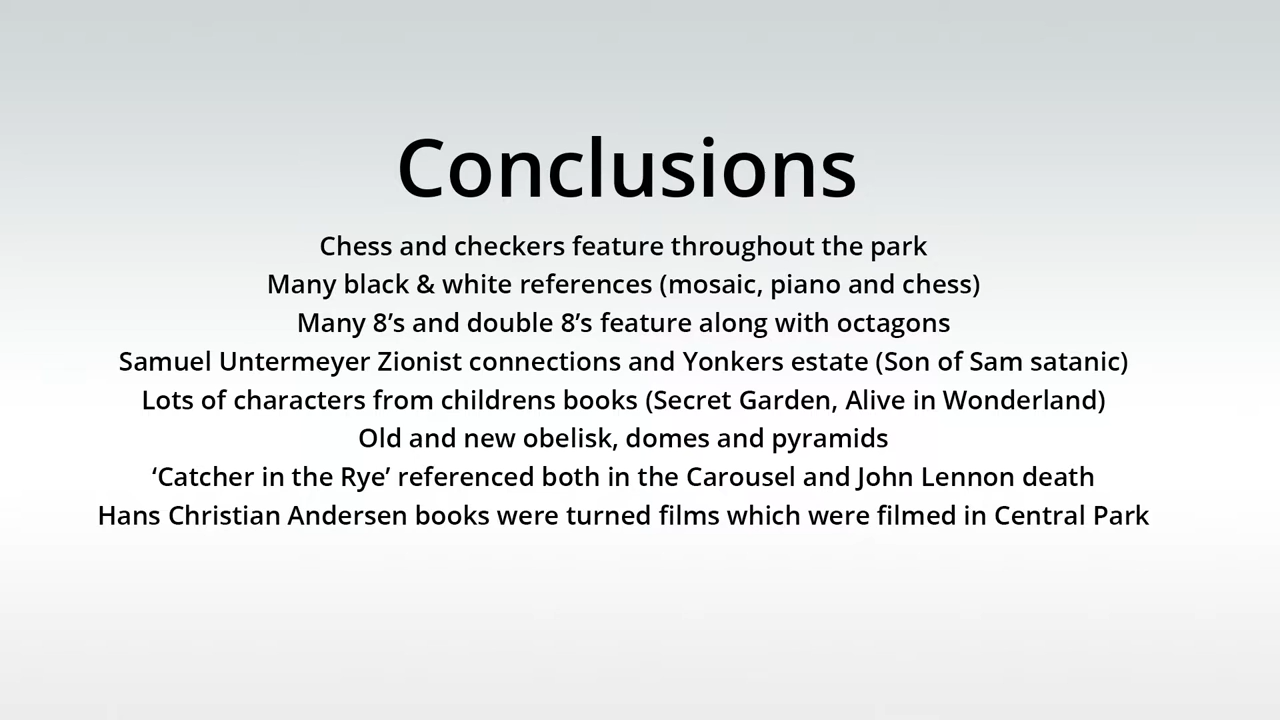 Conclusions
Chess and checkers feature throughout the park
Many black & white references (mosaic, piano and chess)
Many 8’s and double 8’s feature along with octagons
Samuel Untermeyer Zionist connections and Yonkers estate (Son of Sam satanic)
Lots of characters from childrens books (Secret Garden, Alive in Wonderland)
Old and new obelisk, domes and pyramids
‘Catcher in the Rye’ referenced both in the Carousel and John Lennon death
Hans Christian Andersen books were turned films which were filmed in Central Park